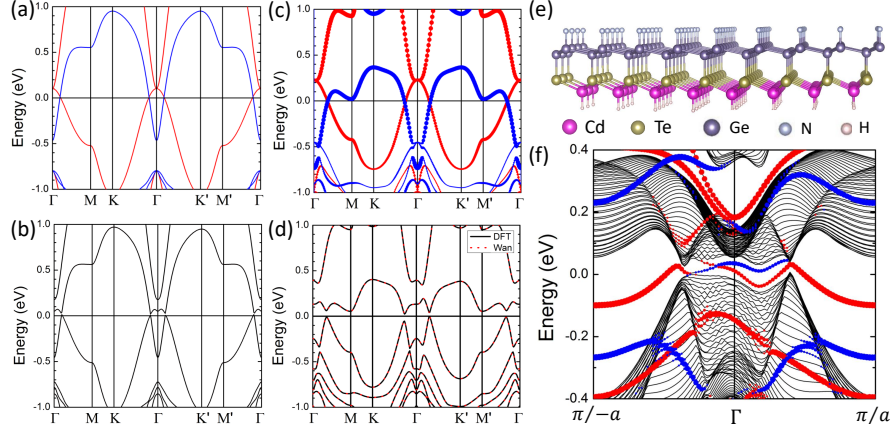 (a)
1.0
0.5
0.0
-0.5
-1.0
Energy (eV)
Γ M K Γ K' M' Γ
(b)
1.0
0.5
0.0
-0.5
-1.0
Energy (eV)
Γ M K Γ K' M' Γ
(c)
1.0
0.5
0.0
-0.5
-1.0
Energy (eV)
Γ M K Γ K' M' Γ
(d)
DFT
Wan
1.0
0.5
0.0
-0.5
-1.0
Energy (eV)
Γ M K Γ K' M' Γ
(e)
Cd Te Ge N H
(f)
0.4
0.2
0.0
-0.2
-0.4
Energy (eV)
π/-a Γ π/a